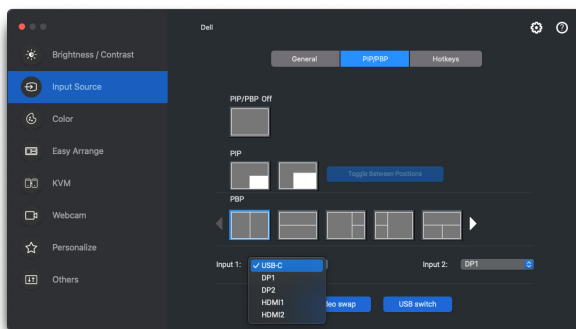 Dell
Brightness / Contrast
Input Source
Color
Easy Arrange
KVM
Webcam
Personalize
Others
General PIP/PBP Hotkeys
PIP/PBP Off
PIP
Toggle Between Positions
PBP
Input 1:
USB-C
DP1
DP2
HDMI1
HDMI2
Input 2: DP1
deo swap
USB switch